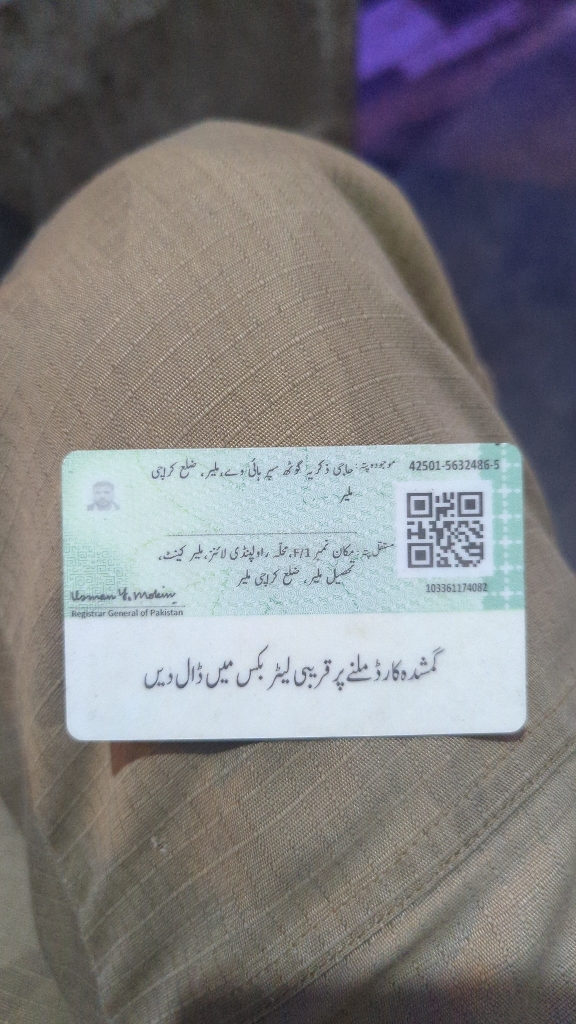 42501-5632486-5
موجودہ پتہ: حاجی ذکریہ گوٹھ سپر ہائی وے، ملیر، ضلع کراچی
ملیر
مستقل پتہ: مکان نمبر F/1، محلہ راولپنڈی لائنز، ملیر کینٹ،
تحصیل ملیر، ضلع کراچی ملیر
103361174082
Usman Y. Mobin
Registrar General of Pakistan
گمشدہ کارڈ ملنے پر قریبی لیٹر بکس میں ڈال دیں